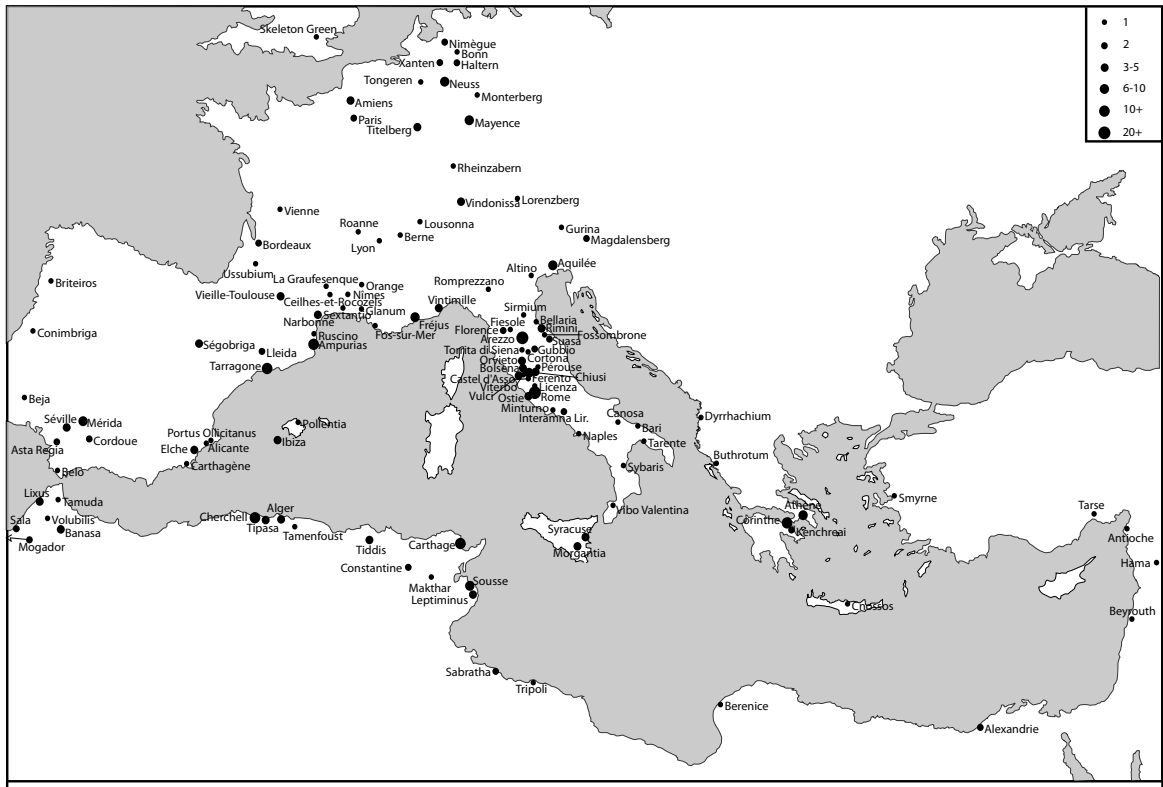 Skeleton Green
1
2
3-5
6-10
10+
20+
Nimègue
Bonn
Xanten
Haltern
Tongeren
Neuss
Monterberg
Amiens
Paris
Titelberg
Mayence
Rheinzabern
Vindonissa
Lorenzberg
Vienne
Roanne
Lousonna
Lyon
Berne
Gurina
Magdalensberg
Bordeaux
Ussubium
Aquilée
Altino
Briteiros
La Graufesenque
Orange
Romprezzano
Vieille-Toulouse
Nimes
Ceilhes-et-Rocozels
Vintimille
Sextantio
Glanum
Sirmium
Narbonne
Fréjus
Bellaria
Fiesole
Rimini
Conimbriga
Ruscino
Fos-sur-Mer
Florence
Fossombrone
Ségobriga
Ampurias
Arezzo
Suasa
Lleida
Torrita di Siena
Gubbio
Tarragone
Orvieto
Cortona
Bolsena
Pérouse
Castel d'Asso
Ferento
Chiusi
Viterbo
Licenza
Beja
Vulci
Ostie
Rome
Minturno
Interamna Lir.
Canosa
Dyrrhachium
Séville
Mérida
Pollentia
Bari
Cordoue
Portus Ollicitanus
Ibiza
Naples
Tarente
Asta Regia
Elche
Alicante
Buthrotum
Belo
Carthagène
Sybaris
Lixus
Tamuda
Smyrne
Alger
Vibo Valentina
Athène
Tarse
Sala
Volubilis
Cherchell
Corinthe
Banasa
Tipasa
Syracuse
Kenchreai
Tamenfoust
Antioche
Mogador
Tiddis
Carthage
Morgantia
Constantine
Hama
Makthar
Sousse
Leptiminus
Cnossos
Beyrouth
Sabratha
Tripoli
Berenice
Alexandrie